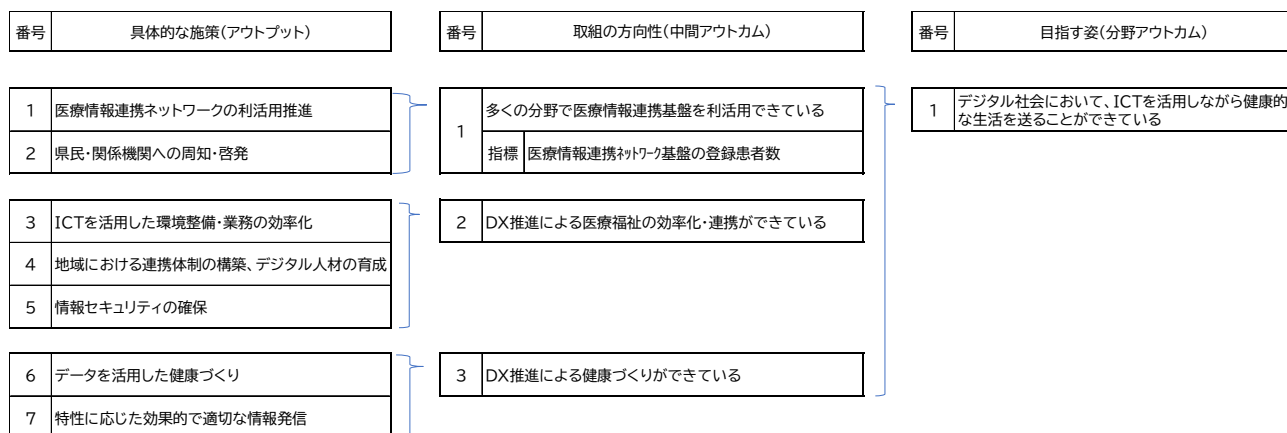 番号 具体的な施策(アウトプット) 番号 取組の方向性(中間アウトカム) 番号 目指す姿(分野アウトカム)
1 医療情報連携ネットワークの利活用推進
2 県民・関係機関への周知・啓発
1 多くの分野で医療情報連携基盤を利活用できている
指標 医療情報連携ﾈｯﾄﾜｰｸ基盤の登録患者数
1 デジタル社会において、ICTを活用しながら健康的
な生活を送ることができている
3 ICTを活用した環境整備・業務の効率化
4 地域における連携体制の構築、デジタル人材の育成
5 情報セキュリティの確保
2 DX推進による医療福祉の効率化・連携ができている
6 データを活用した健康づくり
7 特性に応じた効果的で適切な情報発信
3 DX推進による健康づくりができている